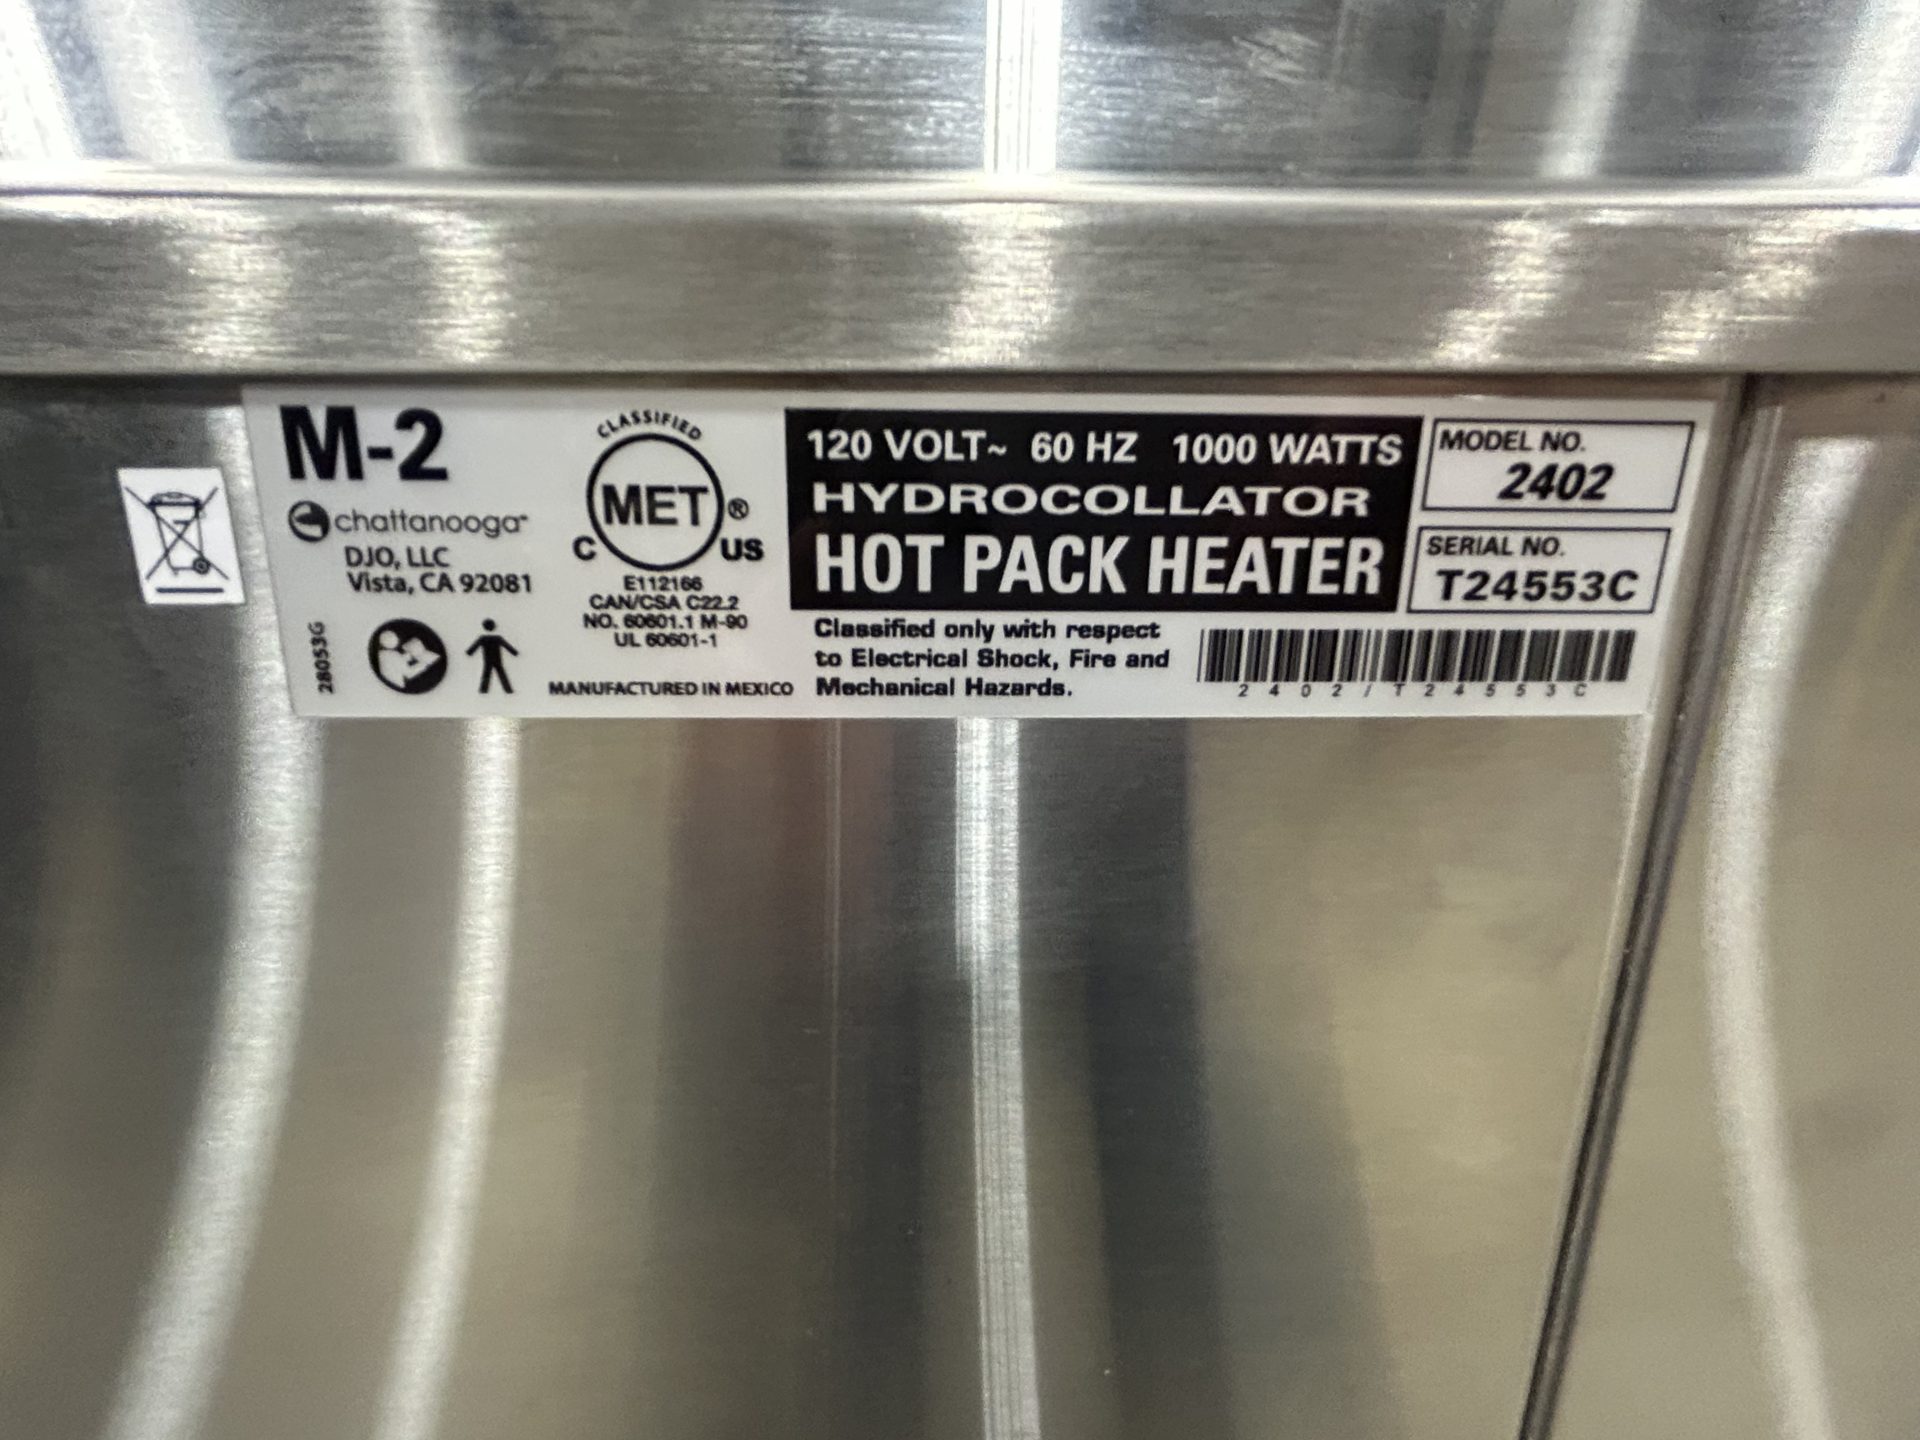 M-2
chattanooga
DJO, LLC
Vista, CA 92081
28053G
CLASSIFIED
MET ®
C US
E112166
CAN/CSA C22.2
NO. 60601.1 M-90
UL 60601-1
MANUFACTURED IN MEXICO
120 VOLT~ 60 HZ 1000 WATTS
HYDROCOLLATOR
HOT PACK HEATER
Classified only with respect
to Electrical Shock, Fire and
Mechanical Hazards.
MODEL NO.
2402
SERIAL NO.
T24553C
2402/T24553C